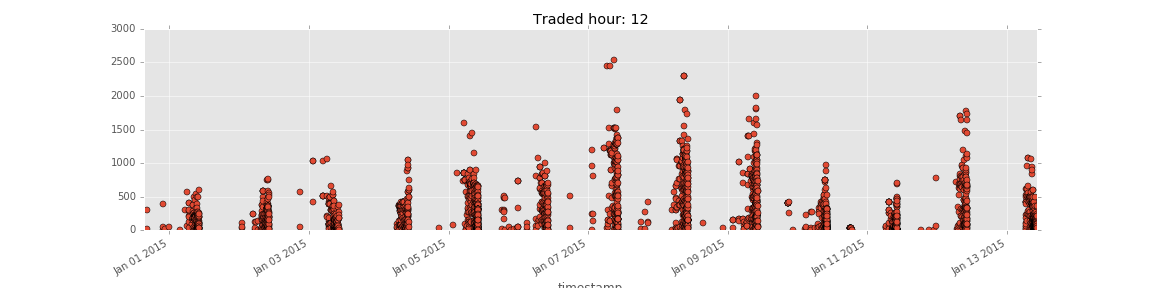 Traded hour: 12
3000
2500
2000
1500
1000
500
0
Jan 01 2015
Jan 03 2015
Jan 05 2015
Jan 07 2015
Jan 09 2015
Jan 11 2015
Jan 13 2015
timestamp